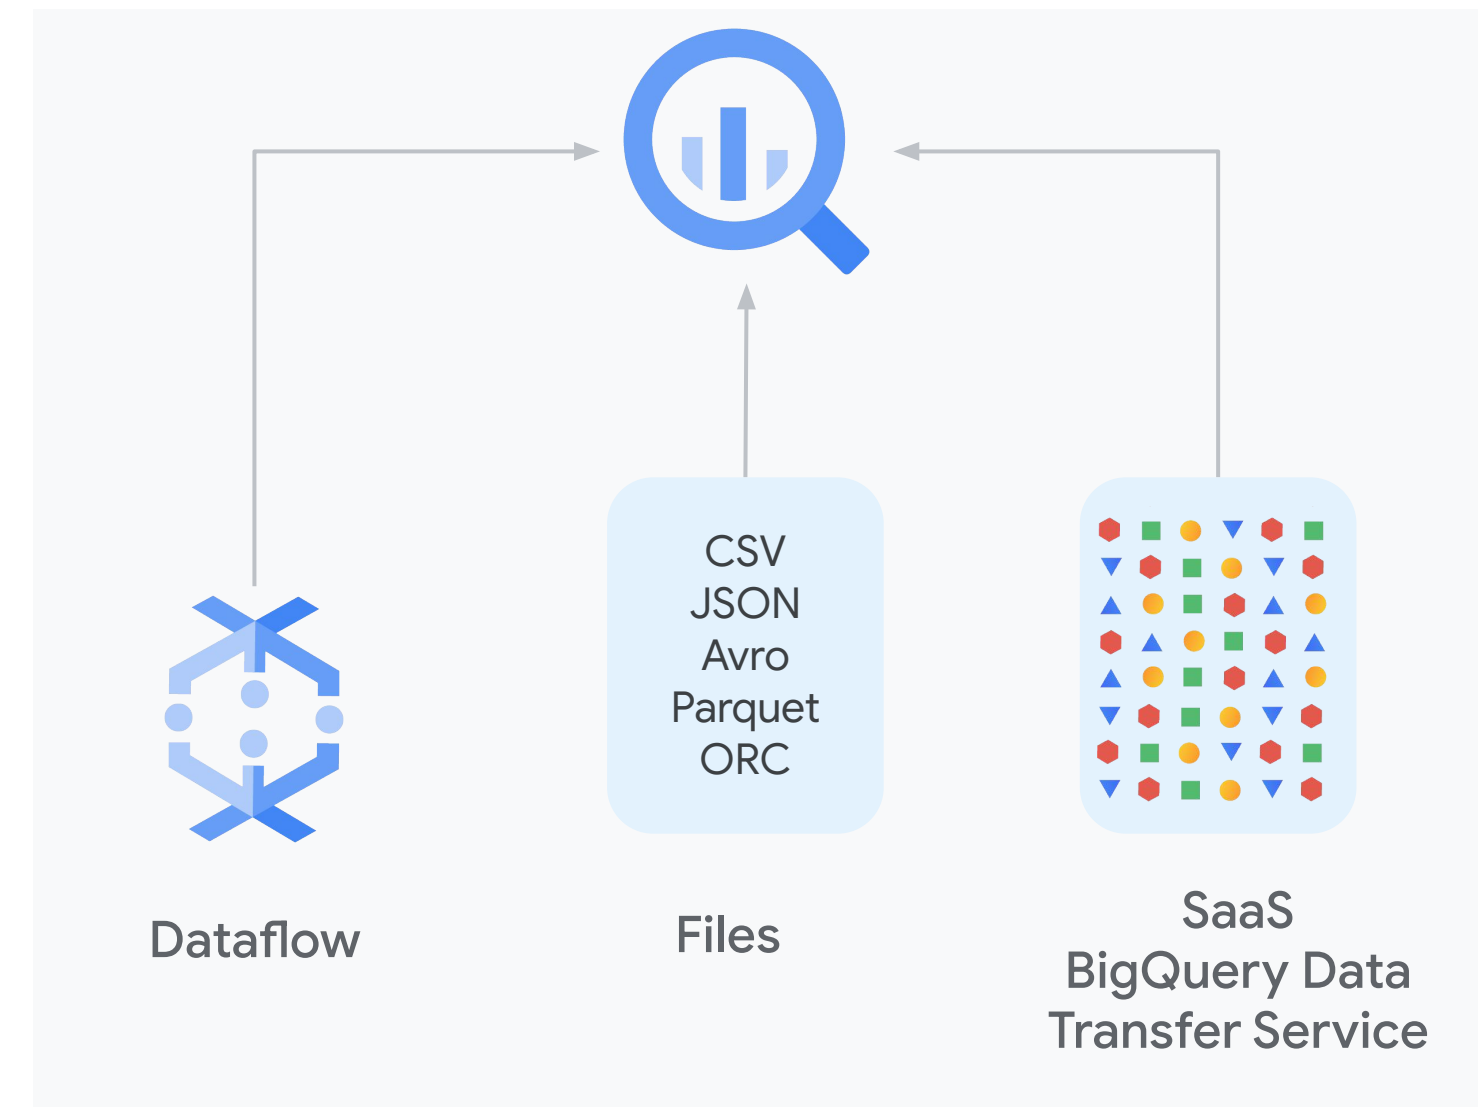 CSV
JSON
Avro
Parquet
ORC
Dataflow
Files
SaaS
BigQuery Data
Transfer Service